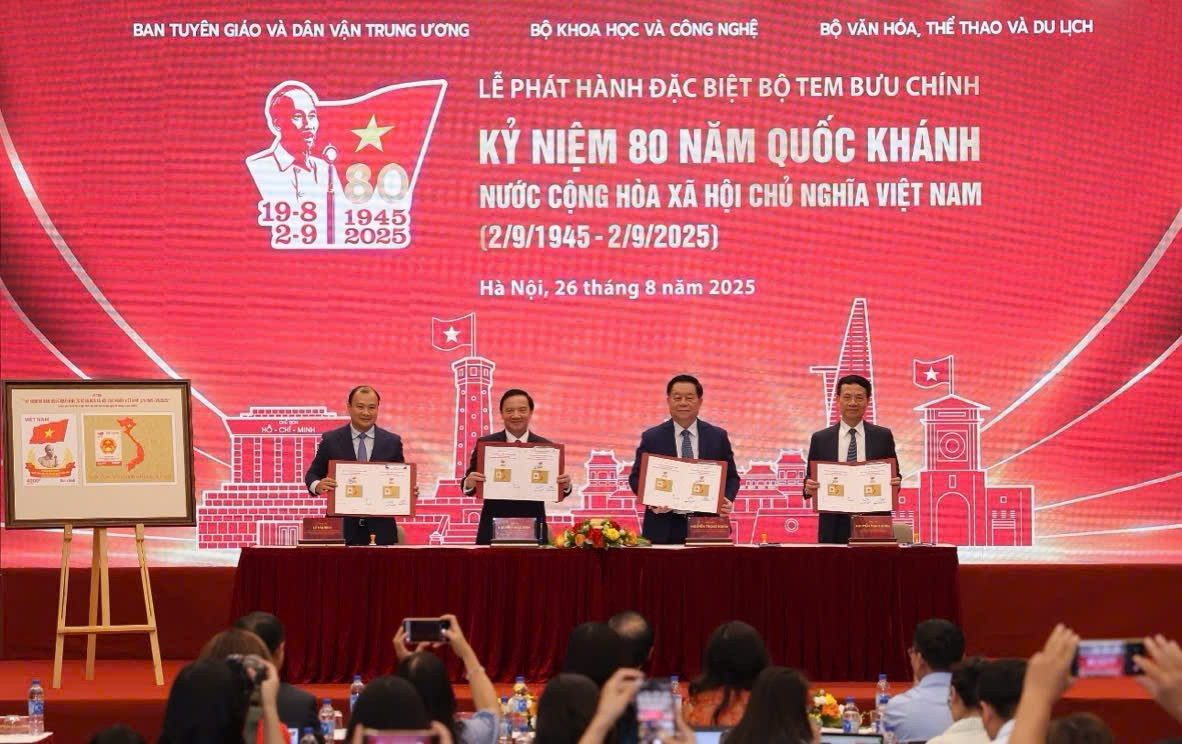 BAN TUYÊN GIÁO VÀ DÂN VẬN TRUNG ƯƠNG
BỘ KHOA HỌC VÀ CÔNG NGHỆ
BỘ VĂN HÓA, THỂ THAO VÀ DU LỊCH
LỄ PHÁT HÀNH ĐẶC BIỆT BỘ TEM BƯU CHÍNH
KỶ NIỆM 80 NĂM QUỐC KHÁNH
NƯỚC CỘNG HÒA XÃ HỘI CHỦ NGHĨA VIỆT NAM
(2/9/1945 - 2/9/2025)
Hà Nội, 26 tháng 8 năm 2025
80
19-8
2-9
1945
2025
HỒ - CHÍ - MINH
VIỆT NAM